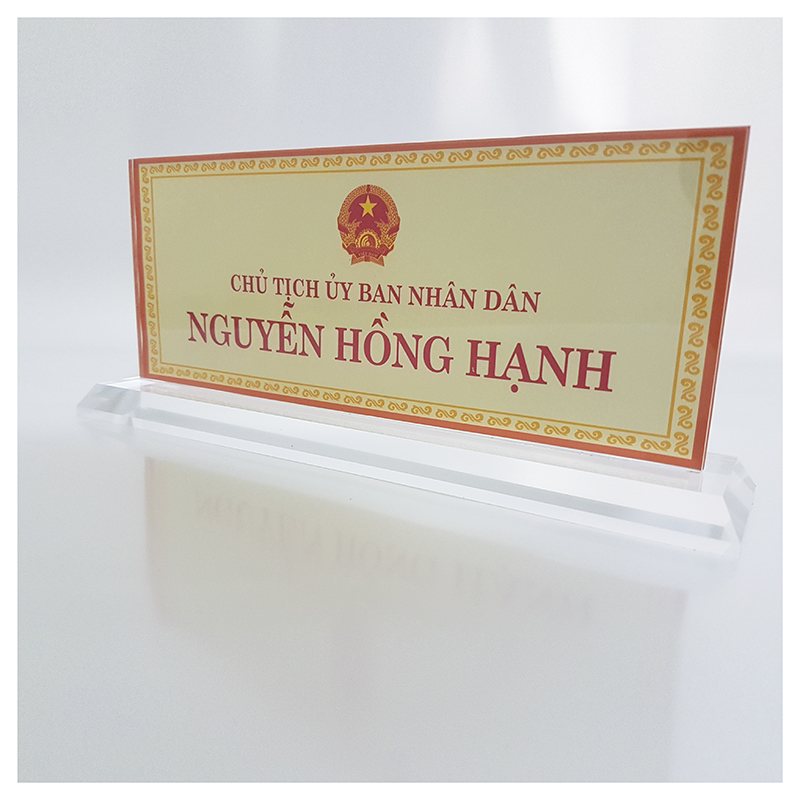 CHỦ TỊCH ỦY BAN NHÂN DÂN
NGUYỄN HỒNG HẠNH